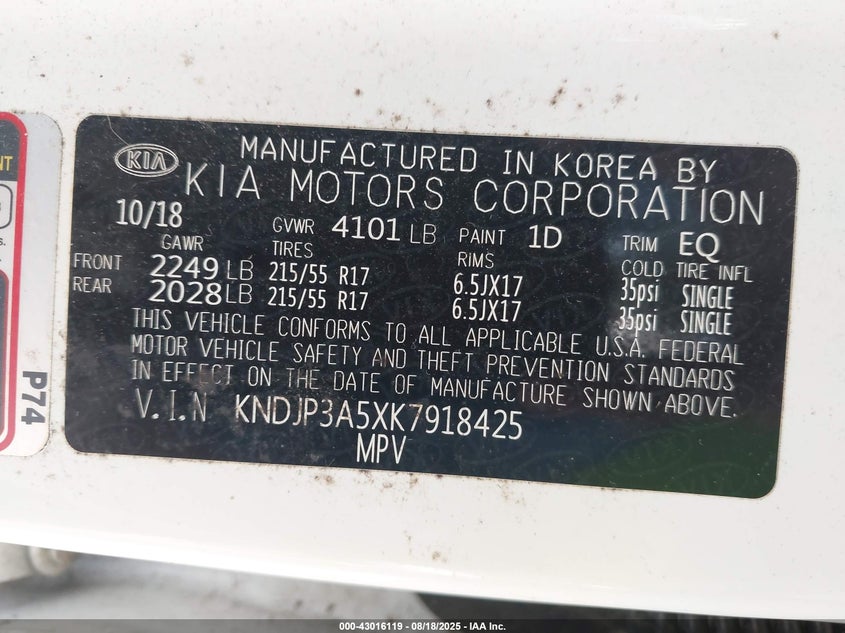 KIA
MANUFACTURED IN KOREA BY
KIA MOTORS CORPORATION
10/18 GVWR 4101 LB PAINT 1D TRIM EQ
GAWR TIRES RIMS COLD TIRE INFL
FRONT 2249 LB 215/55 R17 6.5JX17 35psi SINGLE
REAR 2028 LB 215/55 R17 6.5JX17 35psi SINGLE
THIS VEHICLE CONFORMS TO ALL APPLICABLE U.S.A. FEDERAL
MOTOR VEHICLE SAFETY AND THEFT PREVENTION STANDARDS
IN EFFECT ON THE DATE OF MANUFACTURE SHOWN ABOVE.
V.I.N KNDJP3A5XK7918425
MPV
P74
000-43016119 - 08/18/2025 - IAA Inc.